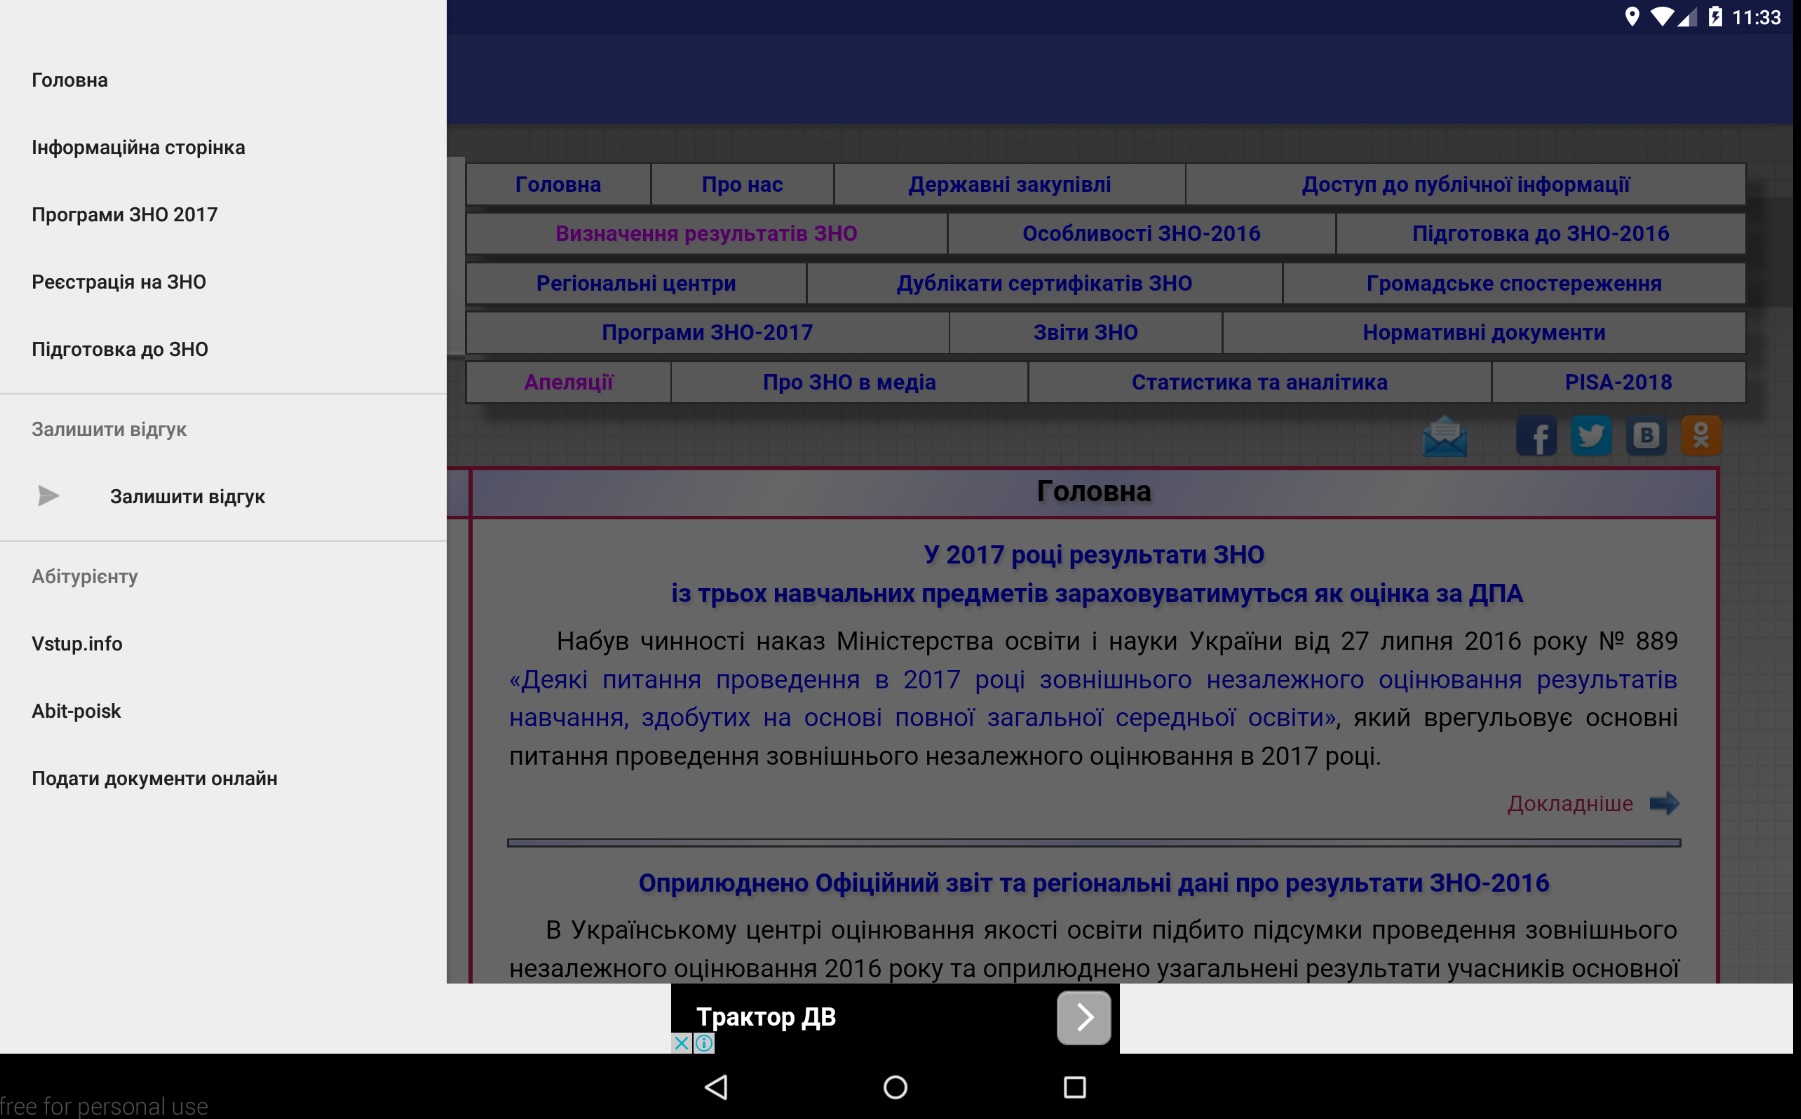 11:33
Головна
Інформаційна сторінка
Програми ЗНО 2017
Реєстрація на ЗНО
Підготовка до ЗНО
Залишити відгук
Залишити відгук
Абітурієнту
Vstup.info
Abit-poisk
Подати документи онлайн
Головна Про нас Державні закупівлі Доступ до публічної інформації
Визначення результатів ЗНО Особливості ЗНО-2016 Підготовка до ЗНО-2016
Регіональні центри Дублікати сертифікатів ЗНО Громадське спостереження
Програми ЗНО-2017 Звіти ЗНО Нормативні документи
Апеляції Про ЗНО в медіа Статистика та аналітика PISA-2018
Головна
У 2017 році результати ЗНО
із трьох навчальних предметів зараховуватимуться як оцінка за ДПА
Набув чинності наказ Міністерства освіти і науки України від 27 липня 2016 року № 889
«Деякі питання проведення в 2017 році зовнішнього незалежного оцінювання результатів
навчання, здобутих на основі повної загальної середньої освіти», який врегульовує основні
питання проведення зовнішнього незалежного оцінювання в 2017 році.
Докладніше
Оприлюднено Офіційний звіт та регіональні дані про результати ЗНО-2016
В Українському центрі оцінювання якості освіти підбито підсумки проведення зовнішнього
незалежного оцінювання 2016 року та оприлюднено узагальнені результати учасників основної
Трактор ДВ
free for personal use